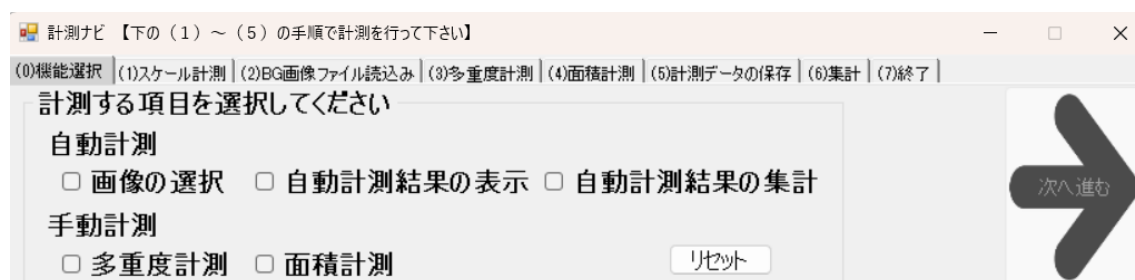 計測ナビ 【下の（１）～（５）の手順で計測を行って下さい】
(0)機能選択 (1)スケール計測 (2)BG画像ファイル読込み (3)多重度計測 (4)面積計測 (5)計測データの保存 (6)集計 (7)終了
計測する項目を選択してください
自動計測
画像の選択 自動計測結果の表示 自動計測結果の集計
次へ進む
手動計測
多重度計測 面積計測 リセット